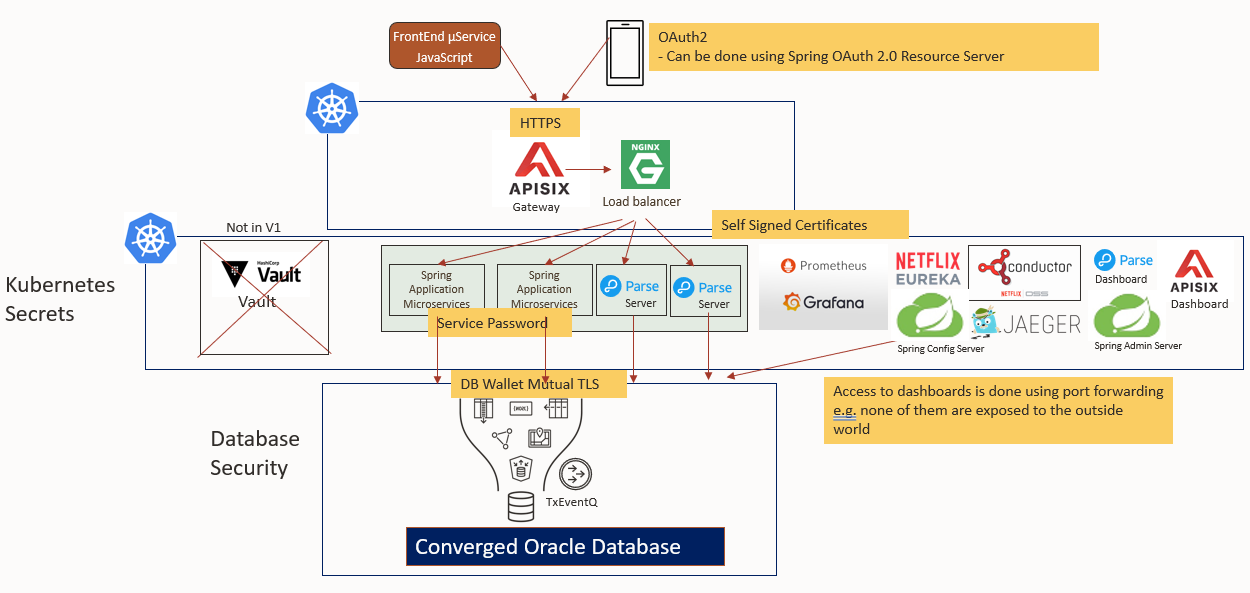 FrontEnd µService
JavaScript
OAuth2
- Can be done using Spring OAuth 2.0 Resource Server
HTTPS
APISIX
Gateway
NGINX
Load balancer
Self Signed Certificates
Kubernetes
Secrets
Not in V1
HashiCorp
Vault
Vault
Spring
Application
Microservices
Spring
Application
Microservices
Parse
Server
Parse
Server
Service Password
Prometheus
Grafana
NETFLIX
EUREKA
conductor
NETFLIX OSS
Parse
Dashboard
APISIX
Dashboard
Spring Config Server
JAEGER
Spring Admin Server
DB Wallet Mutual TLS
Access to dashboards is done using port forwarding
e.g. none of them are exposed to the outside
world
Database
Security
TxEventQ
Converged Oracle Database